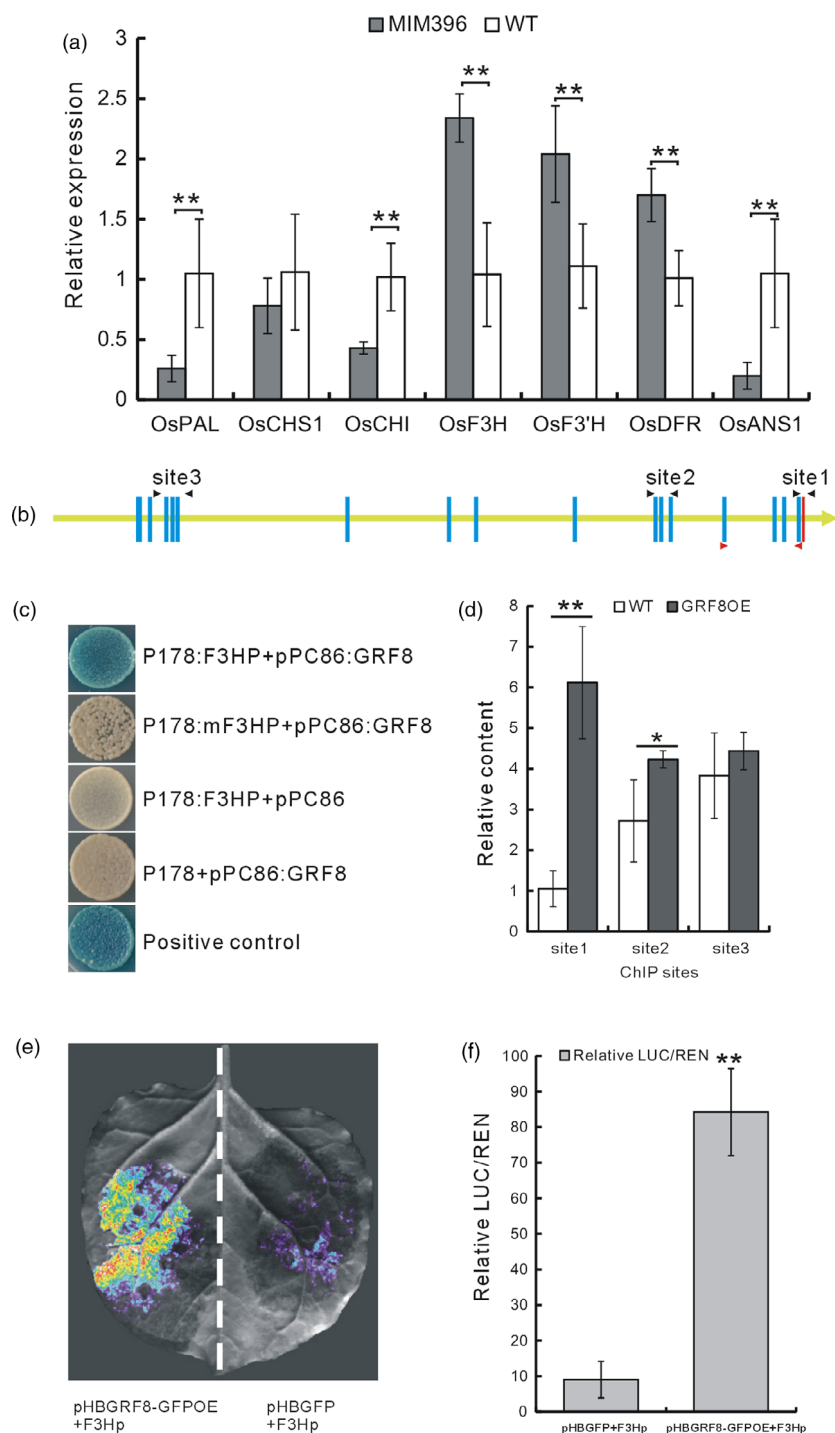 (a)
MIM396 WT
Relative expression
3
2.5
2
1.5
1
0.5
0
** ** ** ** ** **
OsPAL OsCHS1 OsCHI OsF3H OsF3'H OsDFR OsANS1
(b)
site3 site2 site1
(c)
P178:F3HP+pPC86:GRF8
P178:mF3HP+pPC86:GRF8
P178:F3HP+pPC86
P178+pPC86:GRF8
Positive control
(d)
WT GRF8OE
Relative content
8
7
6
5
4
3
2
1
0
** *
site1 site2 site3
ChIP sites
(e)
pHBGRF8-GFPOE
+F3Hp
pHBGFP
+F3Hp
(f)
Relative LUC/REN
Relative LUC/REN
100
90
80
70
60
50
40
30
20
10
0
**
pHBGFP+F3Hp pHBGRF8-GFPOE+F3Hp